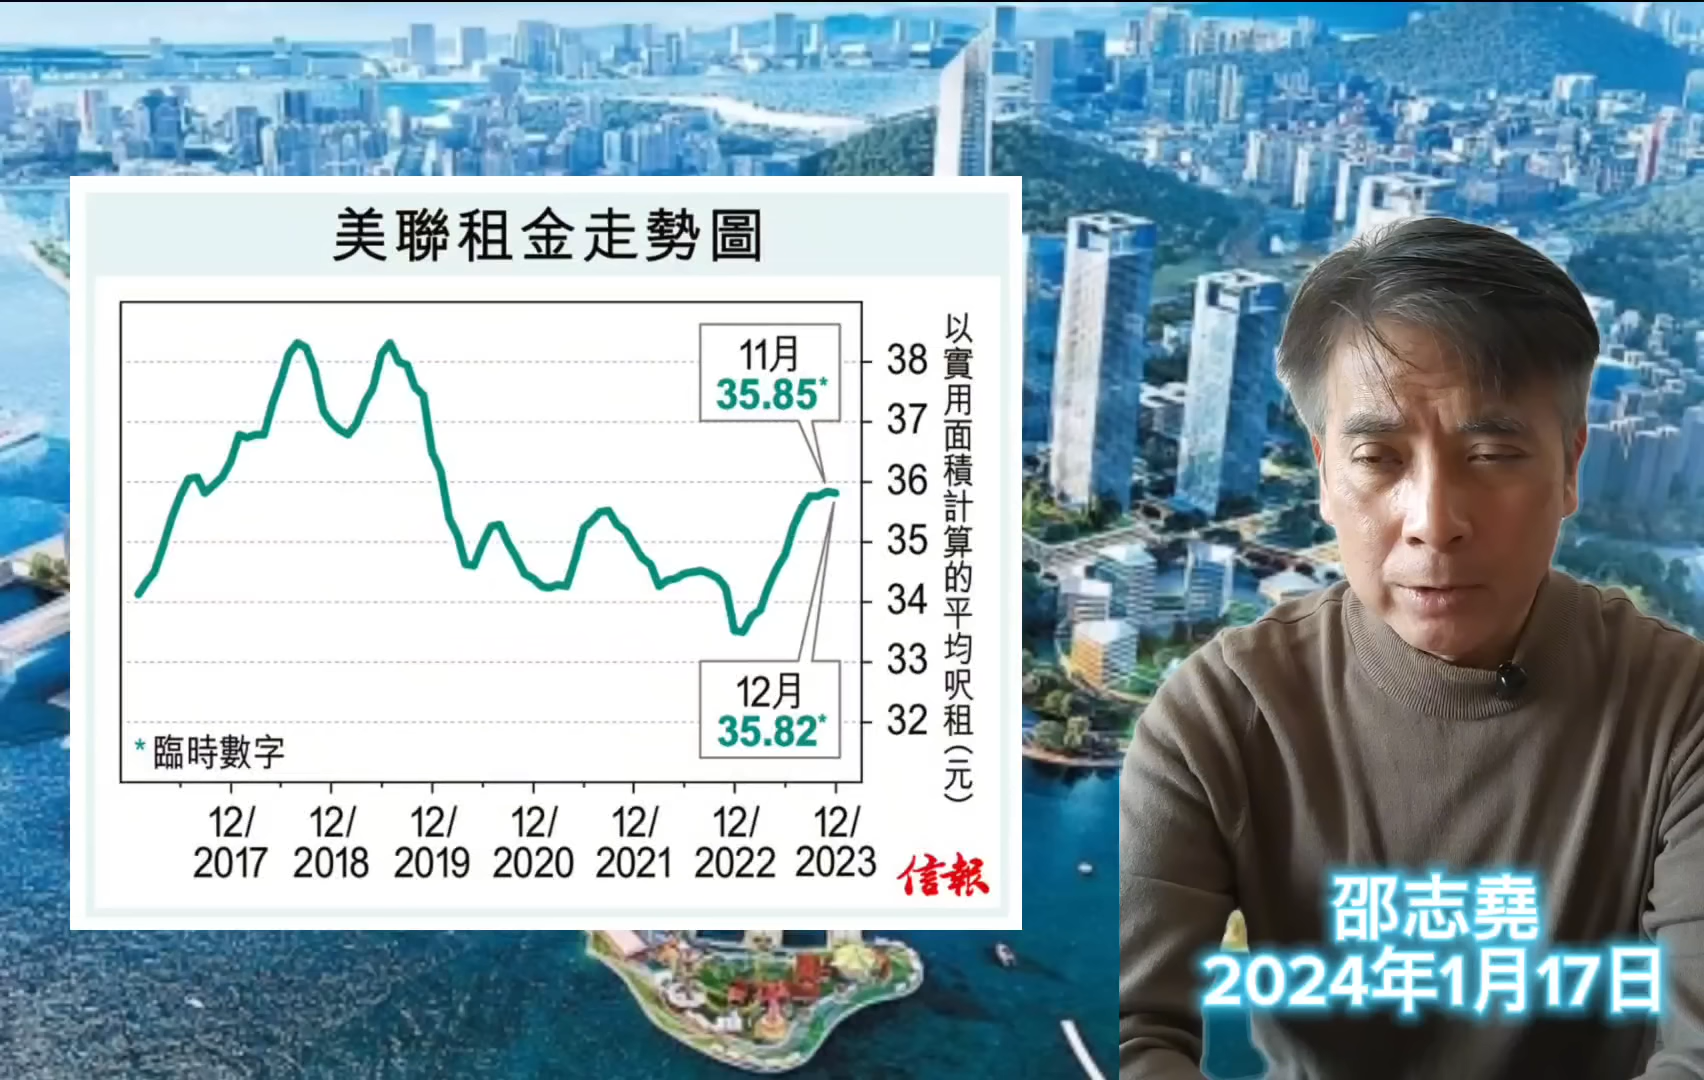 美聯租金走勢圖
11月
35.85*
38
37
36
35
34
33
32
以實用面積計算的平均呎租(元)
12月
35.82*
*臨時數字
12/2017
12/2018
12/2019
12/2020
12/2021
12/2022
12/2023
信報
邵志堯
2024年1月17日